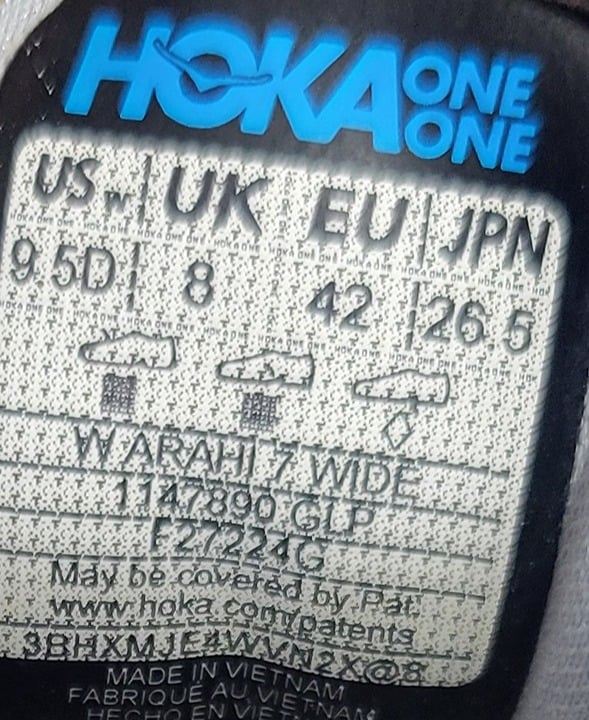 HOKA ONE ONE
US w UK EU JPN
9.5D 8 42 26.5
W ARAHI 7 WIDE
1147890 GLP
F27224G
May be covered by Pat.
www.hoka.com/patents
3BHXMJE4WVN2X@8
MADE IN VIETNAM
FABRIQUÉ AU VIETNAM
HECHO EN VIETNAM